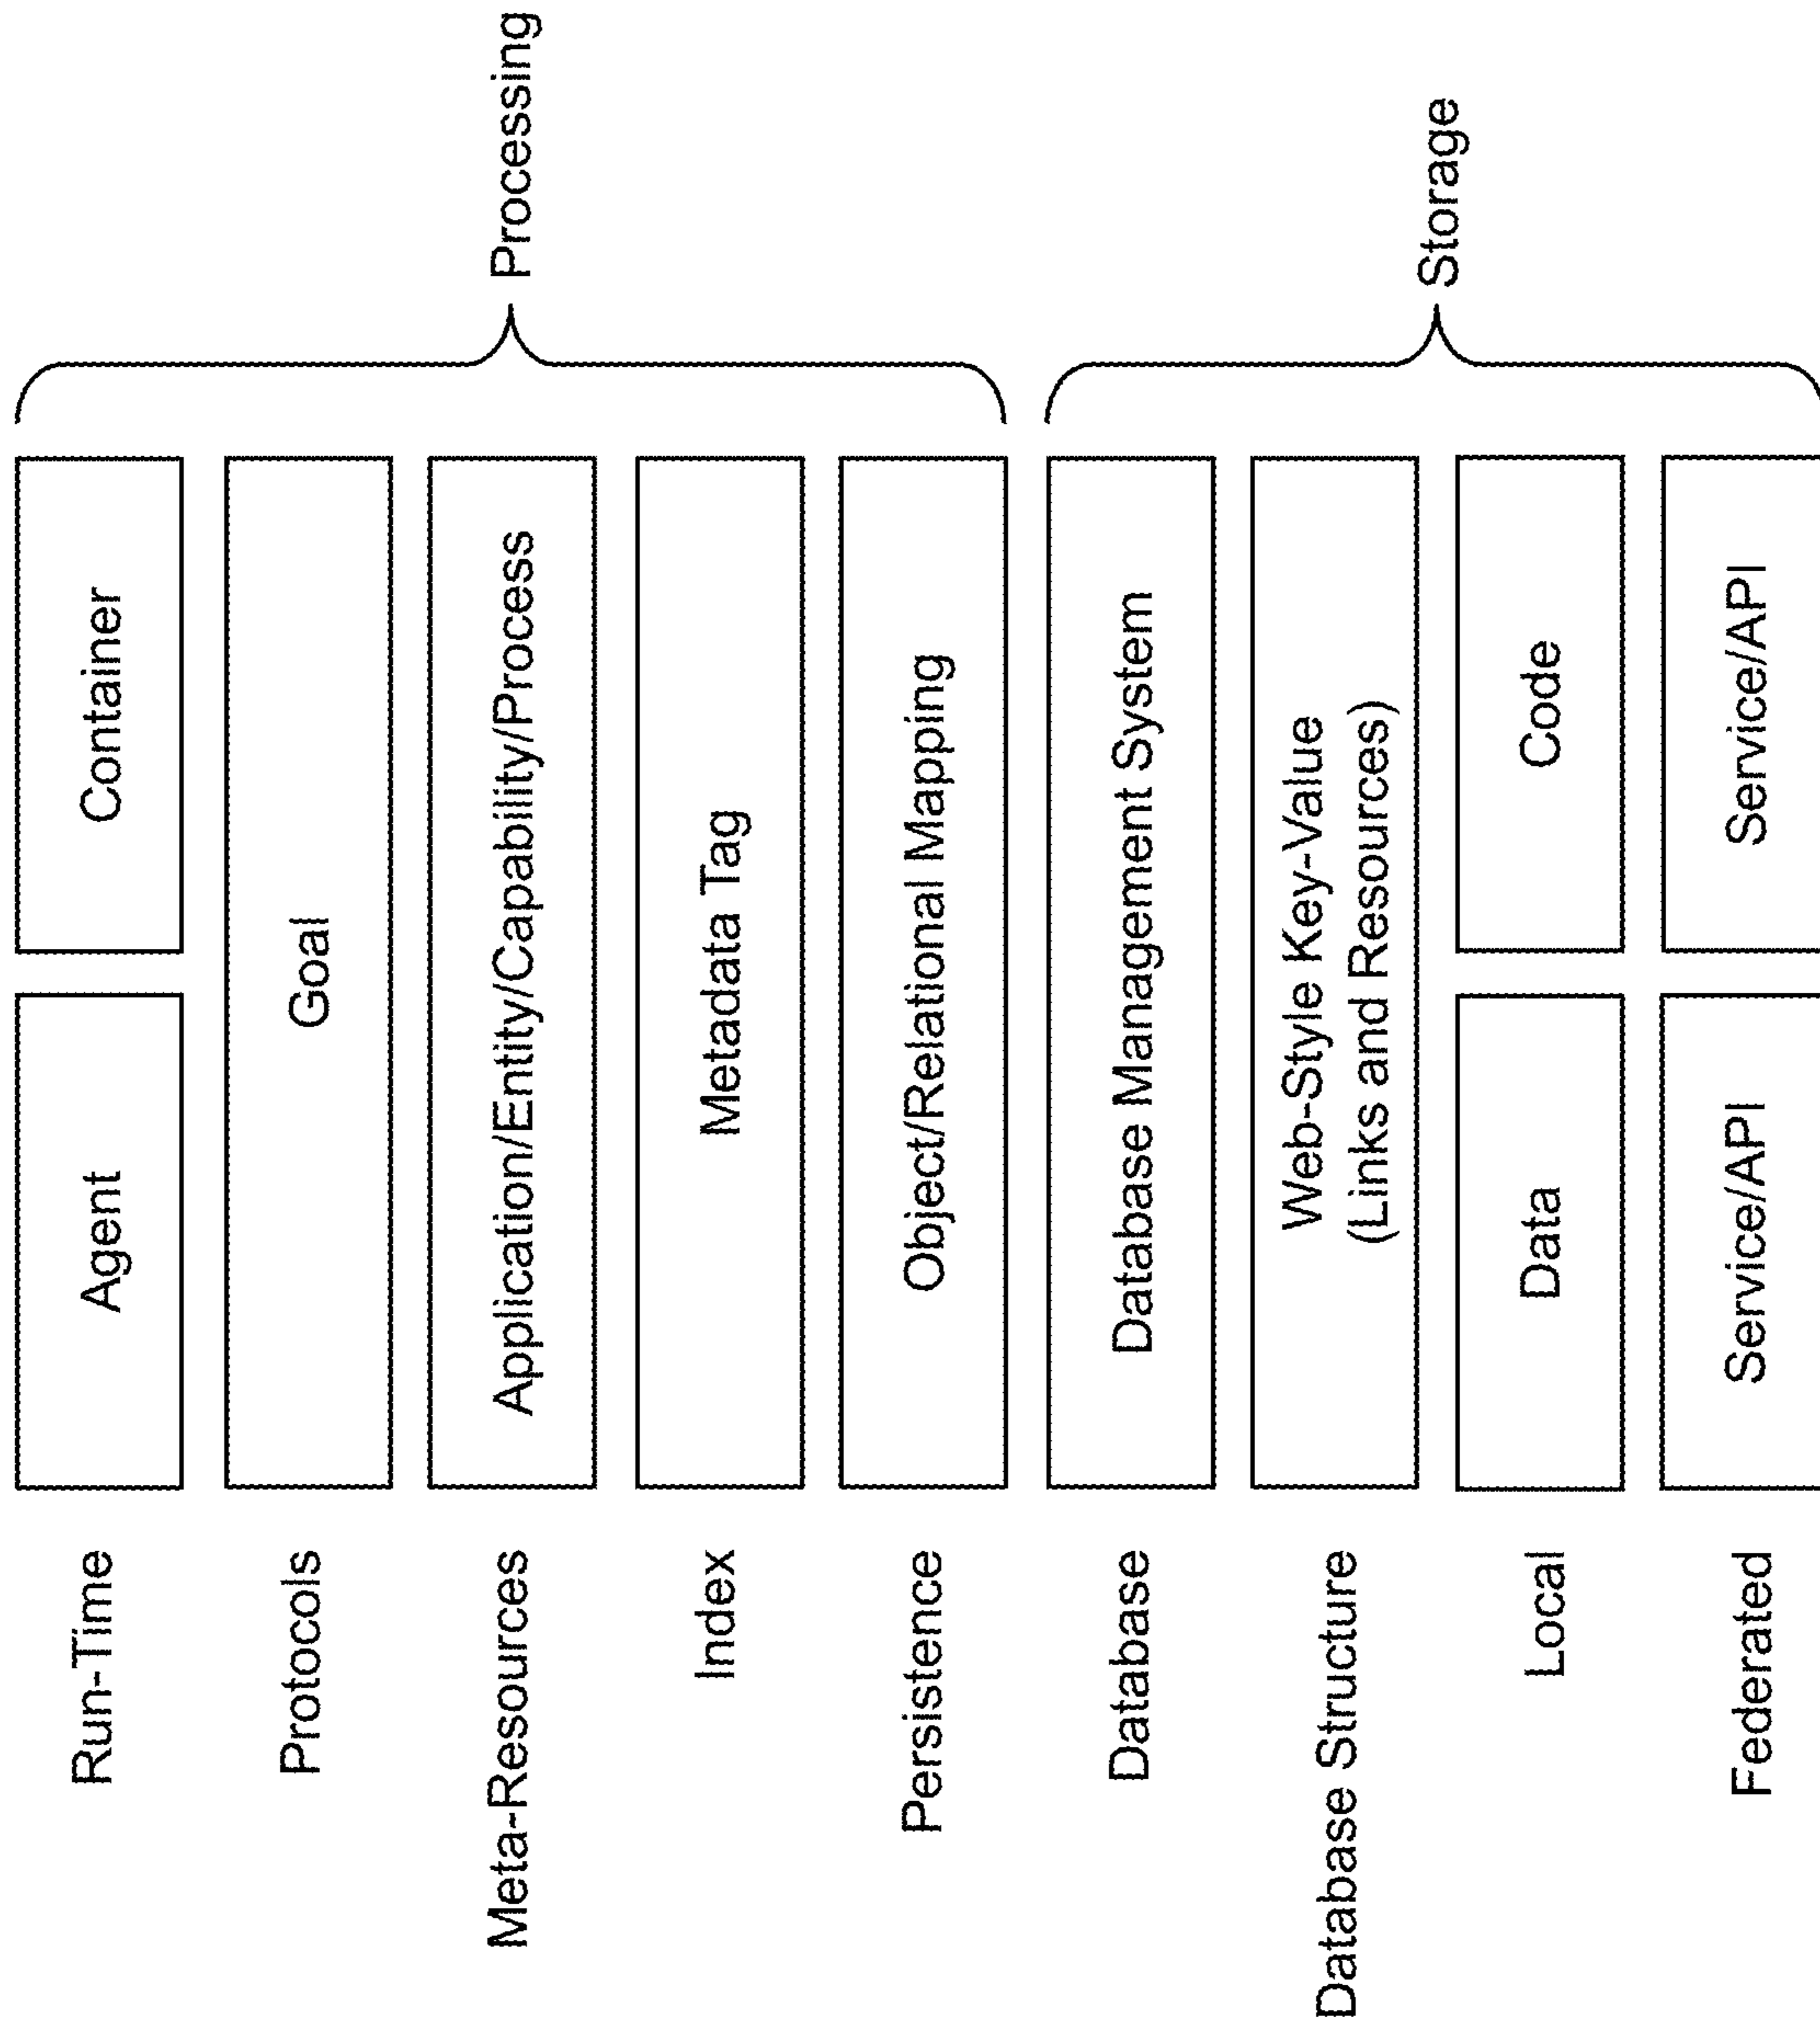 Run-Time
Agent
Container
Protocols
Goal
Meta-Resources
Application/Entity/Capability/Process
Index
Metadata Tag
Persistence
Object/Relational Mapping
Processing
Database
Database Management System
Database Structure
Web-Style Key-Value
(Links and Resources)
Local
Data
Code
Federated
Service/API
Service/API
Storage